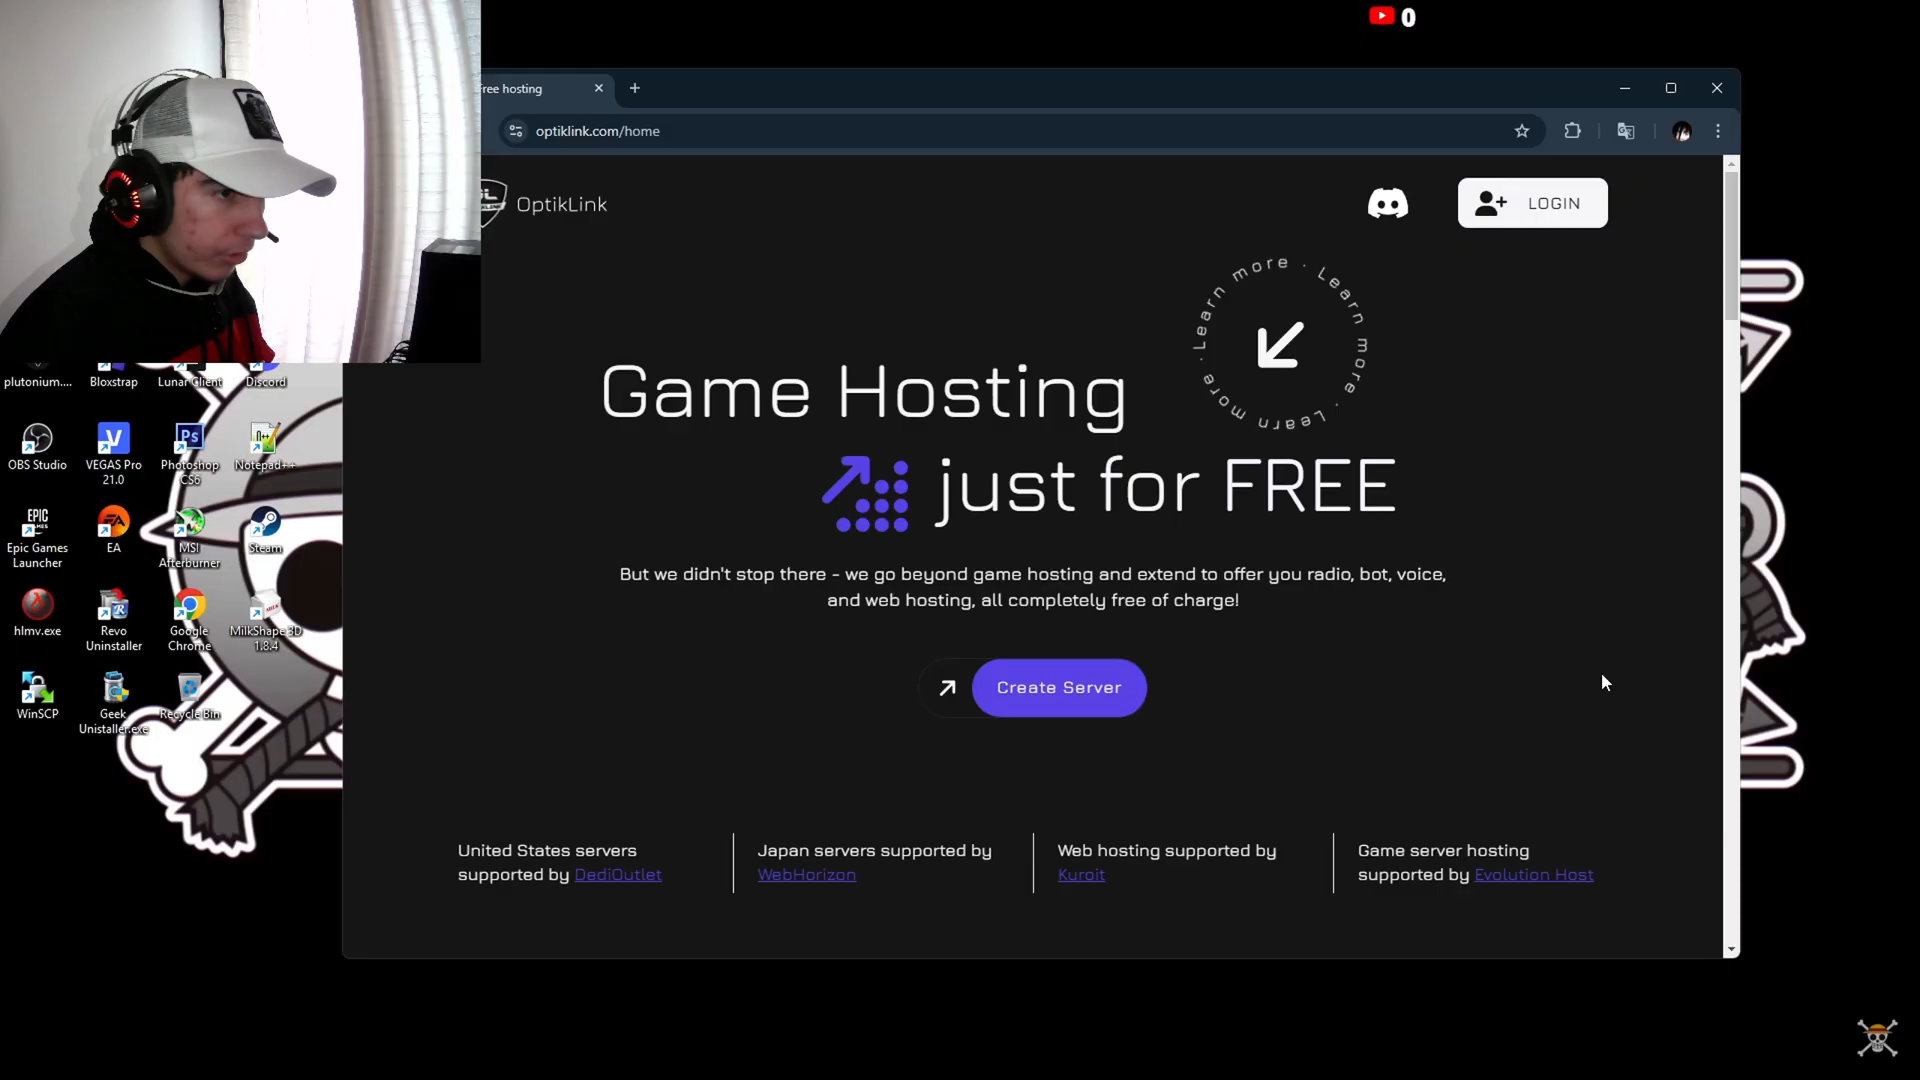 0
Free hosting
optiklink.com/home
OptikLink
LOGIN
Learn more · Learn more · Learn more ·
Game Hosting
just for FREE
But we didn't stop there - we go beyond game hosting and extend to offer you radio, bot, voice,
and web hosting, all completely free of charge!
Create Server
United States servers
supported by DediOutlet
Japan servers supported by
WebHorizon
Web hosting supported by
Kuroit
Game server hosting
supported by Evolution Host
plutonium....
Bloxstrap
Lunar Client
Discord
OBS Studio
VEGAS Pro
21.0
Photoshop
CS6
Notepad++
Epic Games
Launcher
EA
MSI
Afterburner
Steam
hlmv.exe
Revo
Uninstaller
Google
Chrome
MilkShape 3D
1.8.4
WinSCP
Geek
Unistaller.exe
Recycle Bin